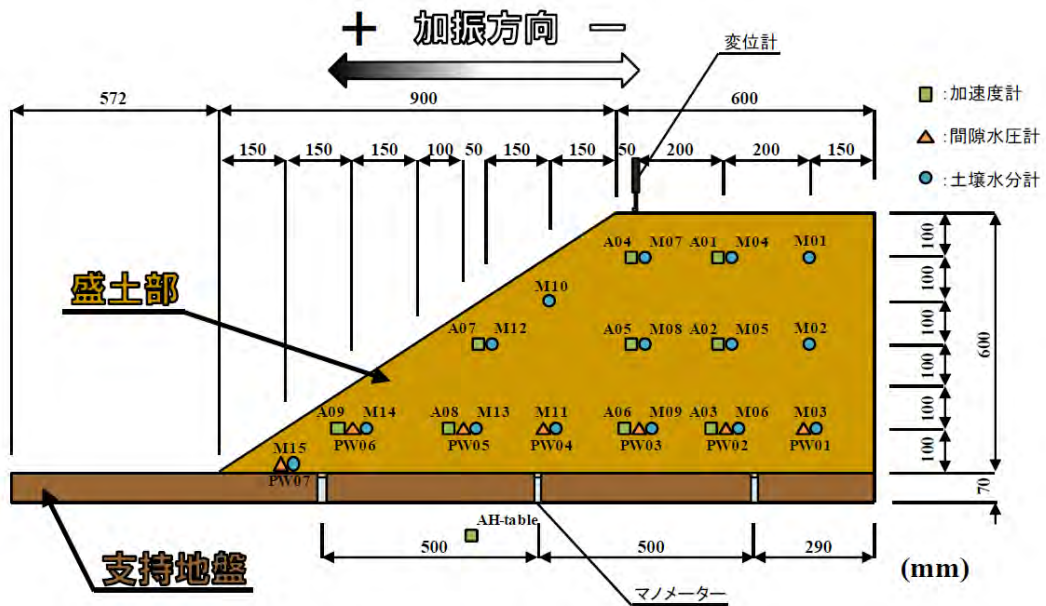 + 加振方向 −
変位計
572 900 600
150 150 150 100 50 150 150 50 200 200 150
■ :加速度計
▲ :間隙水圧計
● :土壌水分計
A04 M07 A01 M04 M01
M10
盛土部
A07 M12 A05 M08 A02 M05 M02
A09 M14 A08 M13 M11 A06 M09 A03 M06 M03
PW06 PW05 PW04 PW03 PW02 PW01
M15
PW07
100
100
100
100
100
100
600
70
AH-table
500 500 290
支持地盤
(mm)
マノメーター